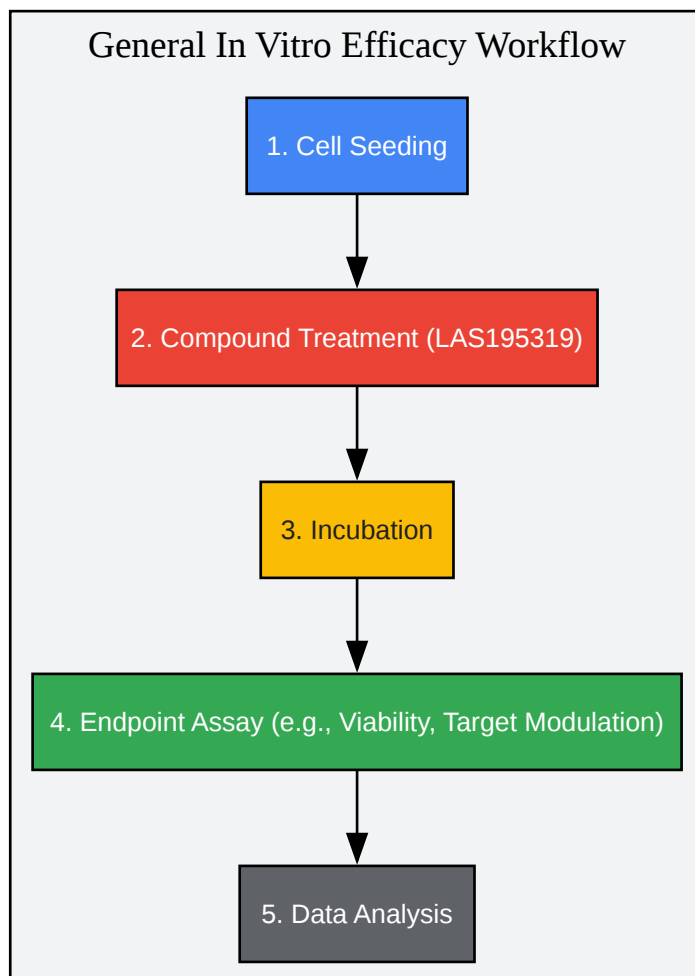 General In Vitro Efficacy Workflow
1. Cell Seeding
2. Compound Treatment (LAS195319)
3. Incubation
4. Endpoint Assay (e.g., Viability, Target Modulation)
5. Data Analysis